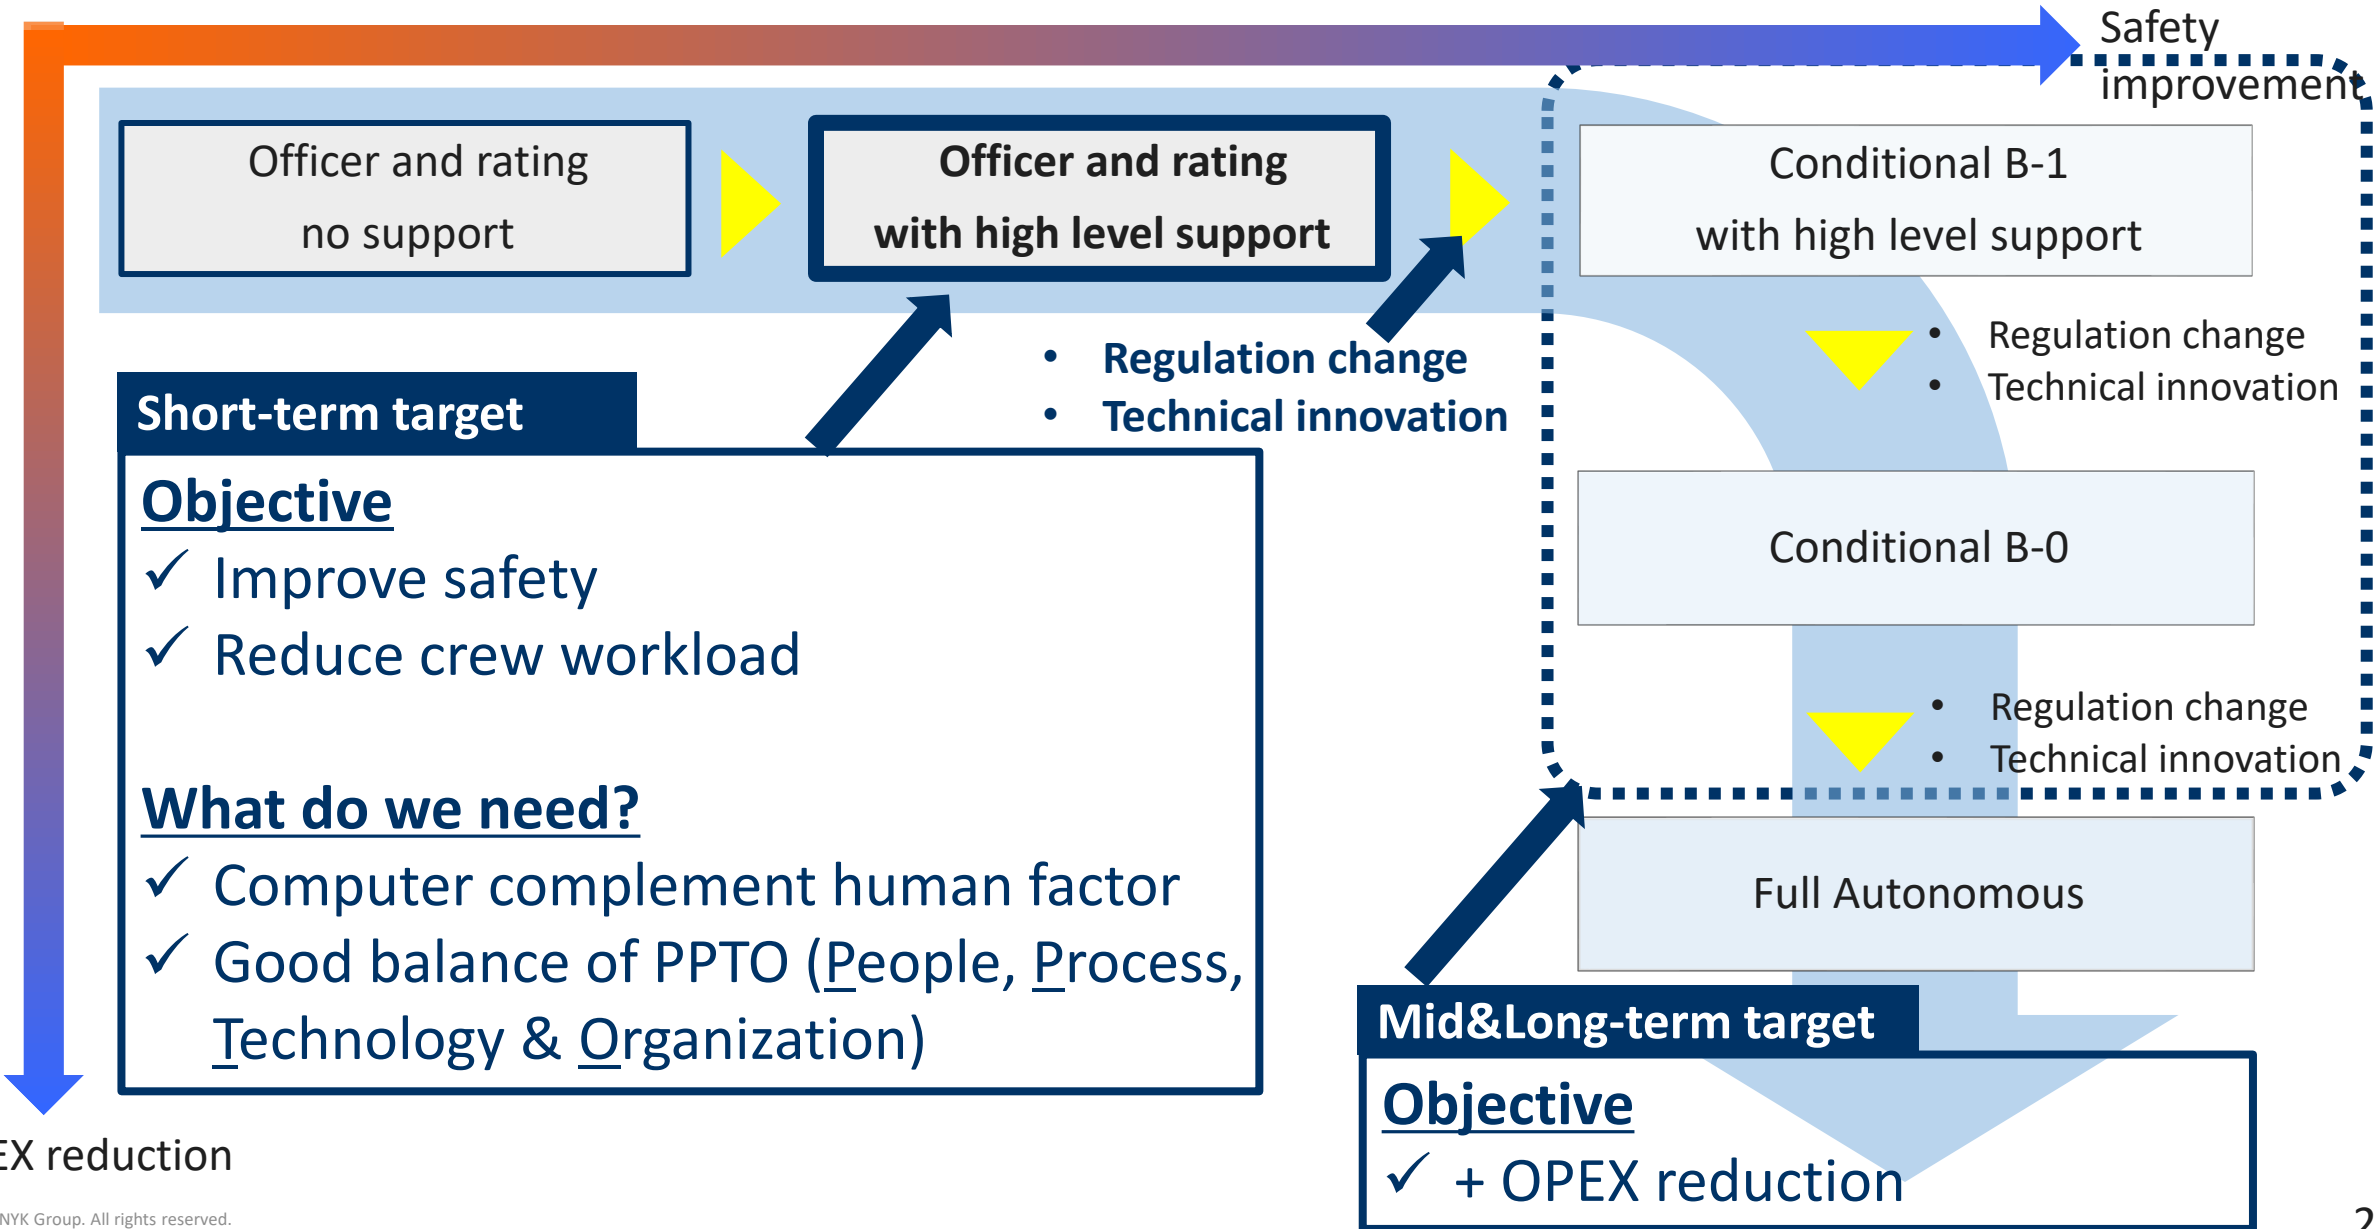 Safety
improvement
Officer and rating
no support
Officer and rating
with high level support
Conditional B-1
with high level support
• Regulation change
• Technical innovation
• Regulation change
• Technical innovation
Short-term target
Objective
✓ Improve safety
✓ Reduce crew workload
What do we need?
✓ Computer complement human factor
✓ Good balance of PPTO (People, Process,
Technology & Organization)
Conditional B-0
• Regulation change
• Technical innovation
Full Autonomous
Mid&Long-term target
Objective
✓ + OPEX reduction
EX reduction
NYK Group. All rights reserved.
2